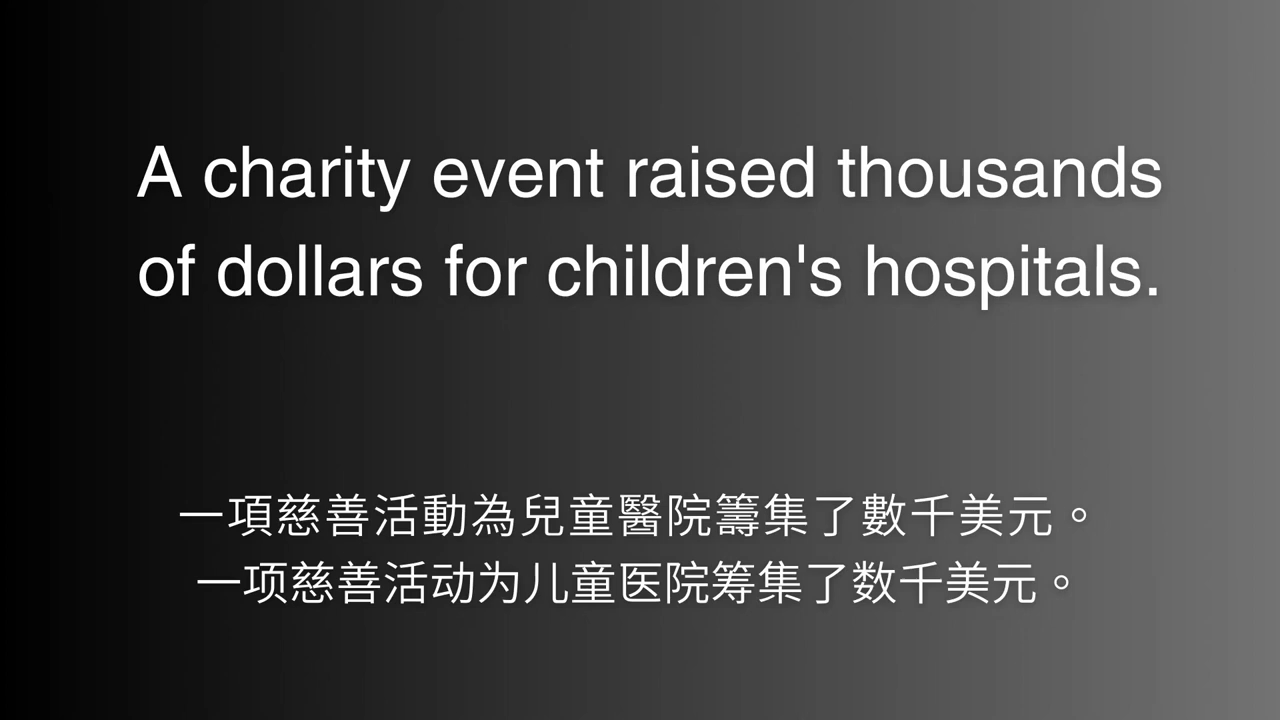 A charity event raised thousands
of dollars for children's hospitals.
一項慈善活動為兒童醫院籌集了數千美元。
一项慈善活动为儿童医院筹集了数千美元。